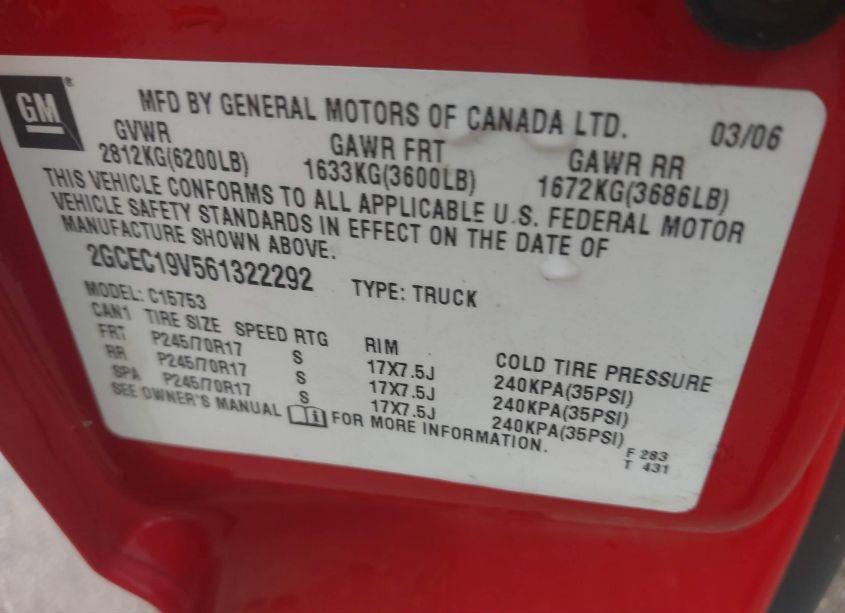 GM
MFD BY GENERAL MOTORS OF CANADA LTD. 03/06
GVWR GAWR FRT GAWR RR
2812KG(6200LB) 1633KG(3600LB) 1672KG(3686LB)
THIS VEHICLE CONFORMS TO ALL APPLICABLE U.S. FEDERAL MOTOR
VEHICLE SAFETY STANDARDS IN EFFECT ON THE DATE OF
MANUFACTURE SHOWN ABOVE.
2GCEC19V561322292 TYPE: TRUCK
MODEL: C15753
CAN1 TIRE SIZE SPEED RTG RIM COLD TIRE PRESSURE
FRT P245/70R17 S 17X7.5J 240KPA(35PSI)
RR P245/70R17 S 17X7.5J 240KPA(35PSI)
SPA P245/70R17 S 17X7.5J 240KPA(35PSI)
SEE OWNER'S MANUAL i FOR MORE INFORMATION.
F 283
T 431